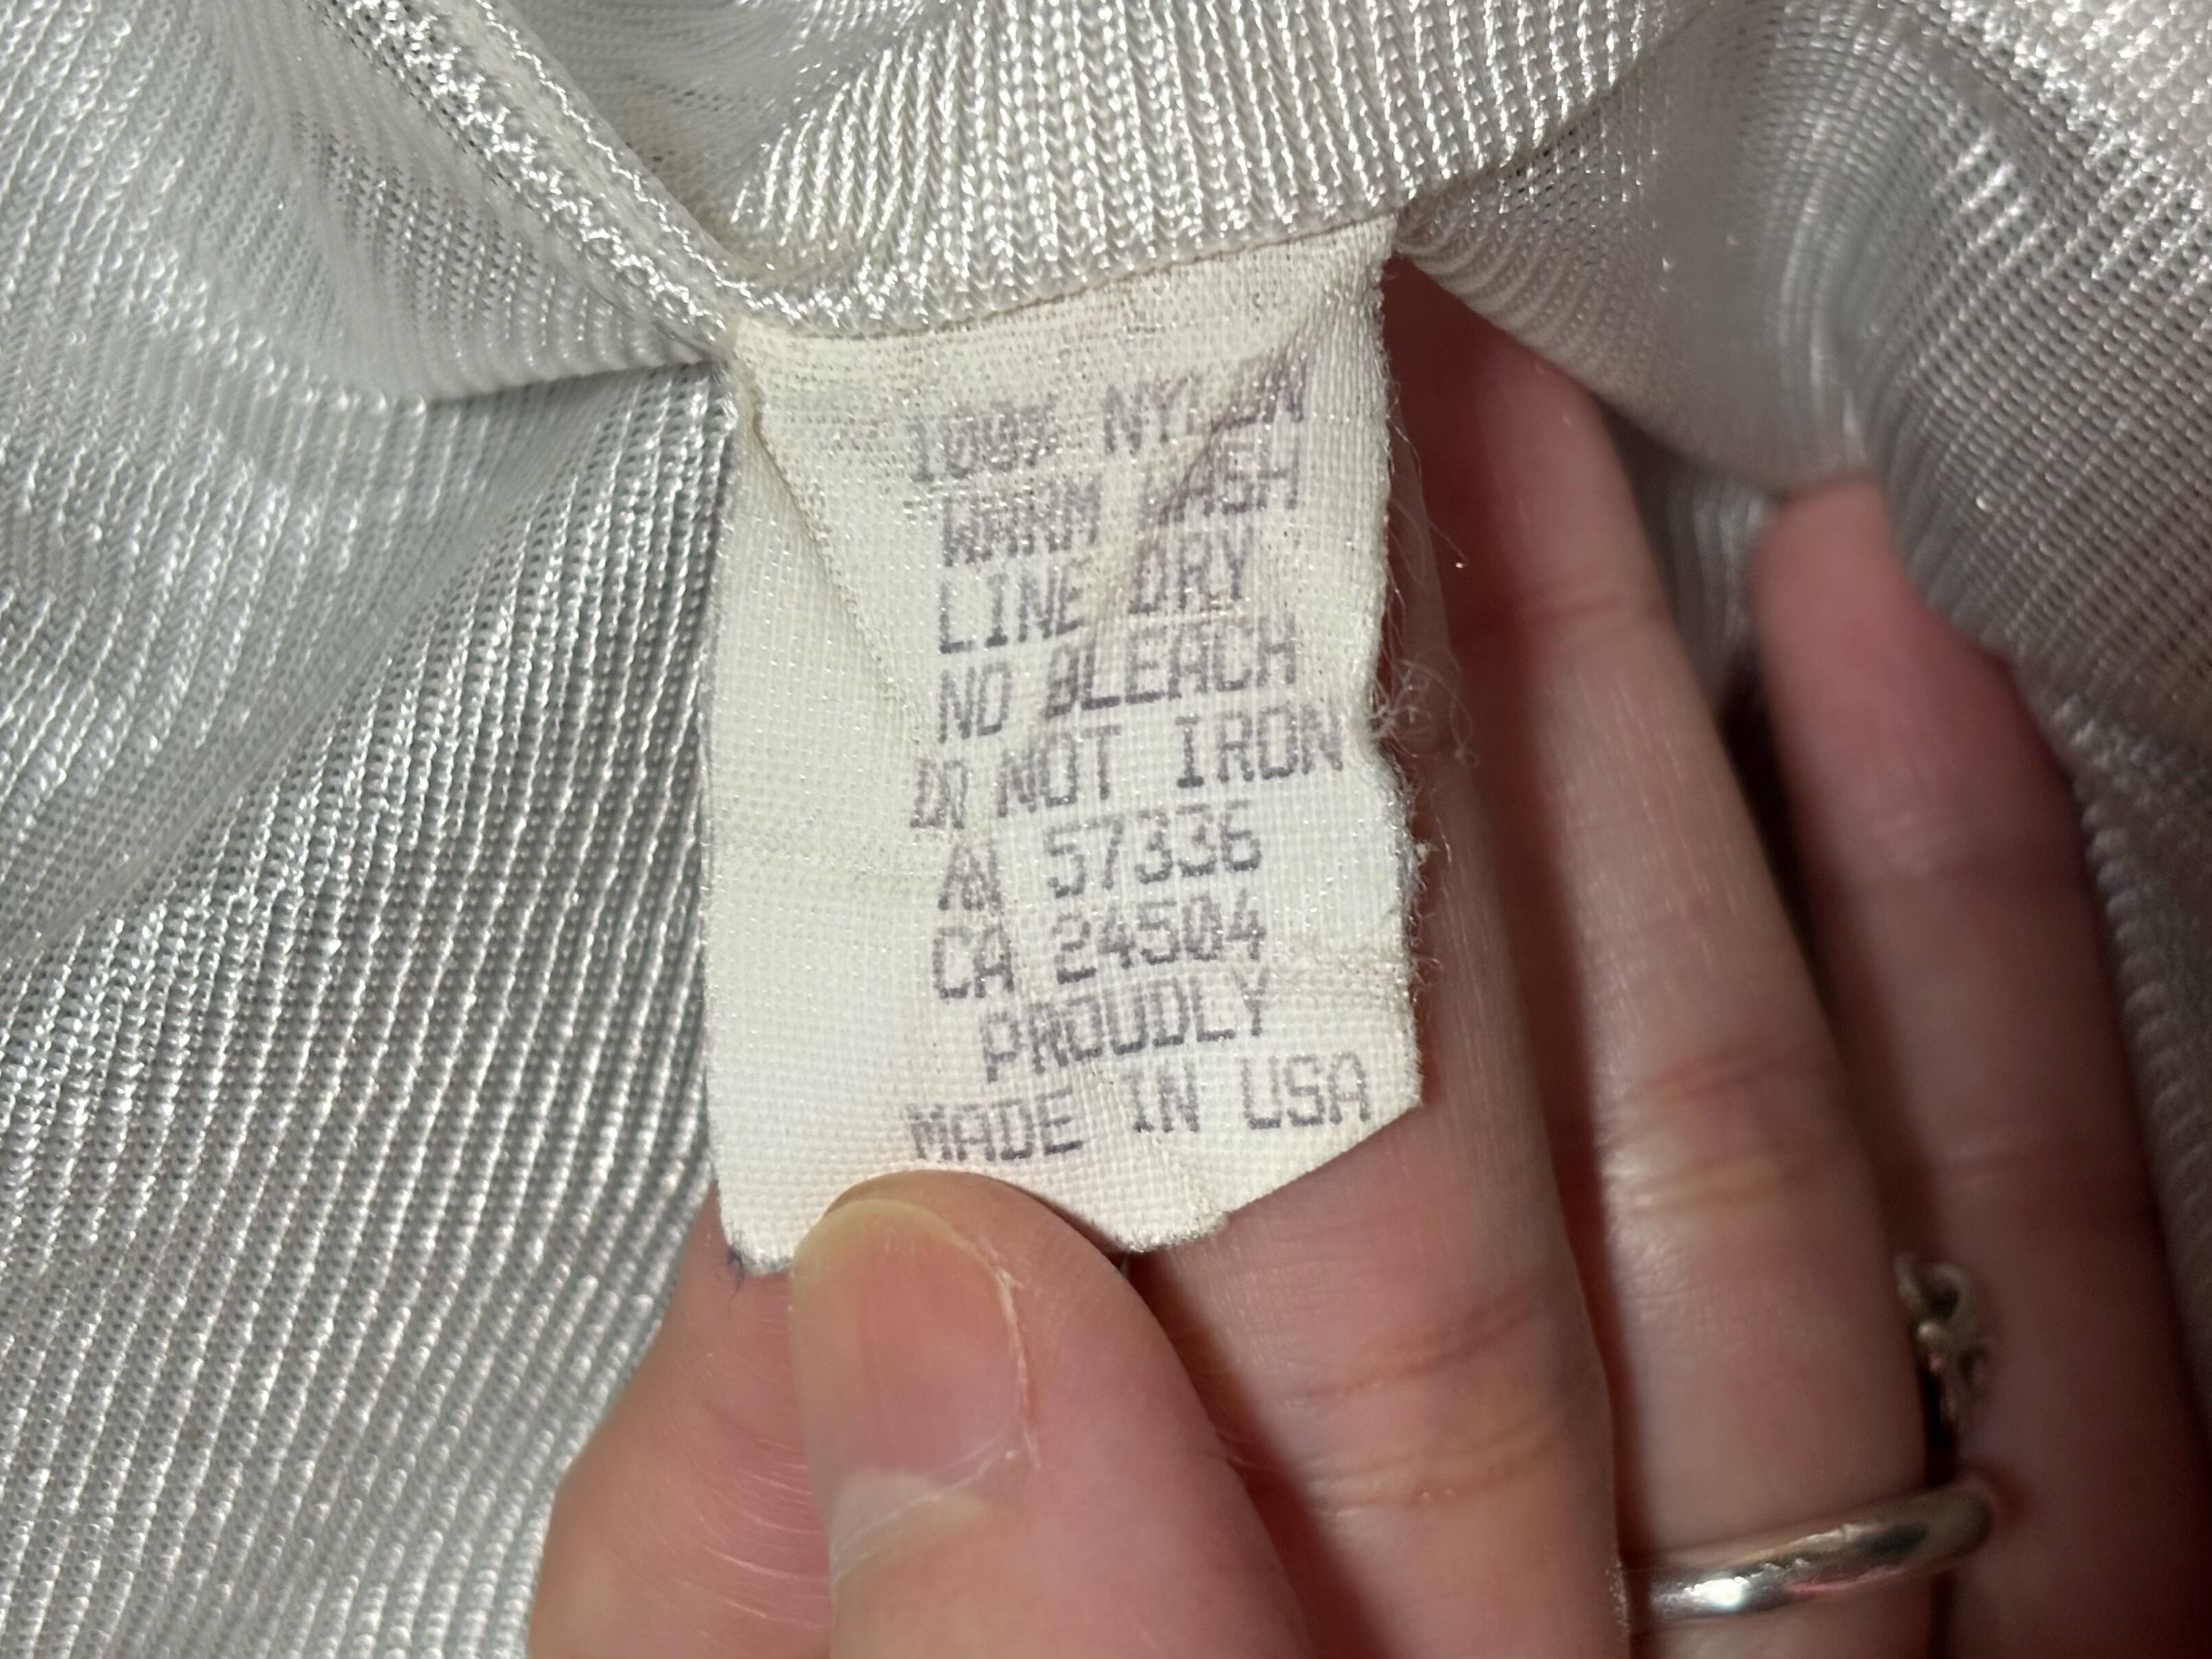 100% NYLON
WARM WASH
LINE DRY
NO BLEACH
DO NOT IRON
RN 57336
CA 24504
PROUDLY
MADE IN USA